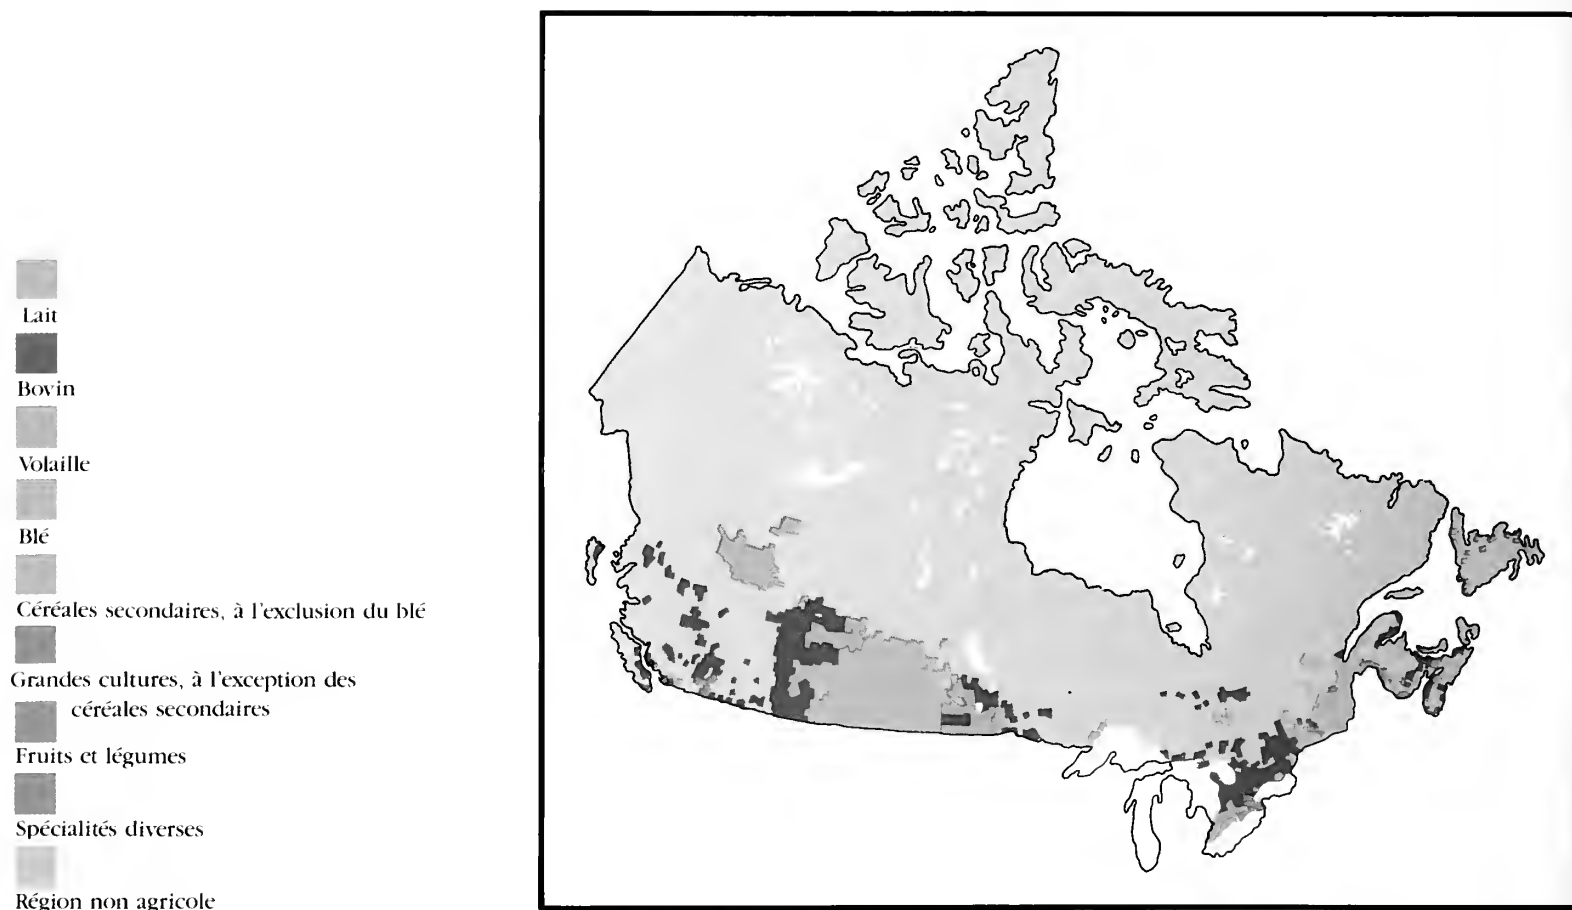 Lait
Bovin
Volaille
Blé
Céréales secondaires, à l'exclusion du blé
Grandes cultures, à l'exception des
céréales secondaires
Fruits et légumes
Spécialités diverses
Région non agricole